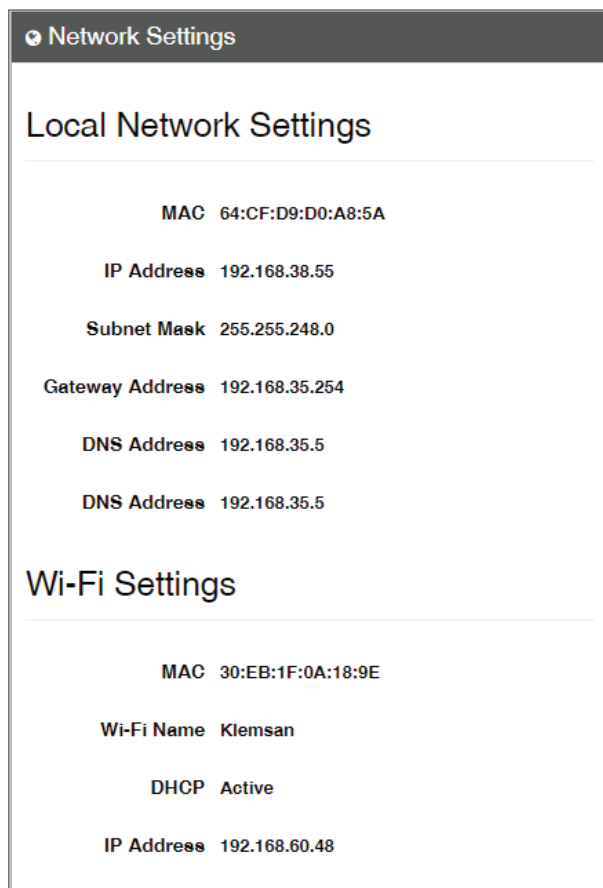 Network Settings
Local Network Settings
MAC 64:CF:D9:D0:A8:5A
IP Address 192.168.38.55
Subnet Mask 255.255.248.0
Gateway Address 192.168.35.254
DNS Address 192.168.35.5
DNS Address 192.168.35.5
Wi-Fi Settings
MAC 30:EB:1F:0A:18:9E
Wi-Fi Name Klemsan
DHCP Active
IP Address 192.168.60.48